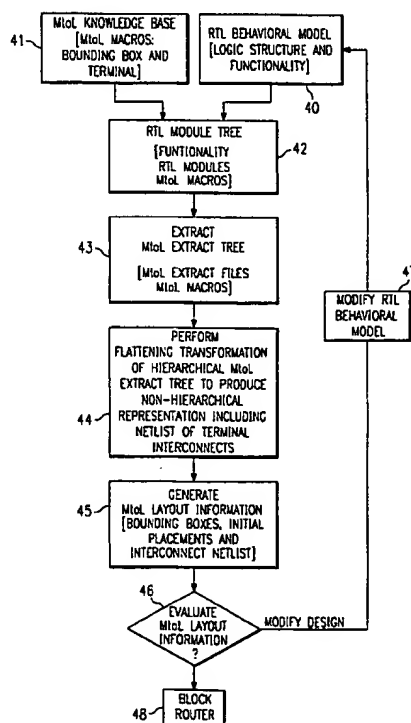 41
MtoL KNOWLEDGE BASE
[MtoL MACROS:
BOUNDING BOX AND
TERMINAL]
RTL BEHAVIORAL MODEL
[LOGIC STRUCTURE AND
FUNCTIONALITY]
40
RTL MODULE TREE
[FUNTIONALITY
RTL MODULES
MtoL MACROS]
42
43
EXTRACT
MtoL EXTRACT TREE
[MtoL EXTRACT FILES
MtoL MACROS]
MODIFY RTL
BEHAVIORAL
MODEL
44
PERFORM
FLATTENING TRANSFORMATION
OF HIERARCHICAL MtoL
EXTRACT TREE TO PRODUCE
NON-HIERARCHICAL
REPRESENTATION INCLUDING
NETLIST OF TERMINAL
INTERCONNECTS
45
GENERATE
MtoL LAYOUT INFORMATION
[BOUNDING BOXES, INITIAL
PLACEMENTS AND
INTERCONNECT NETLIST]
46
EVALUATE
MtoL LAYOUT
INFORMATION
?
MODIFY DESIGN
48
BLOCK
ROUTER